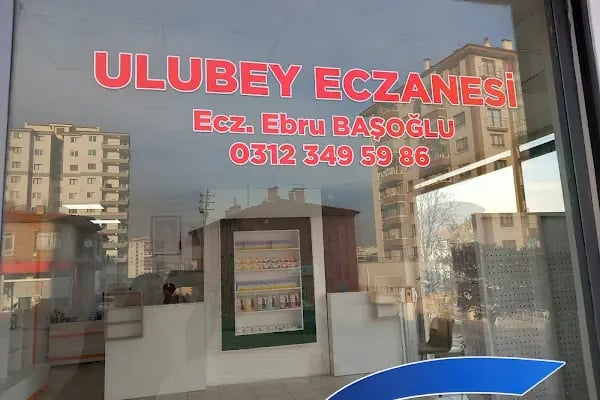 ULUBEY ECZANESİ
Ecz. Ebru BAŞOĞLU
0312 349 59 86